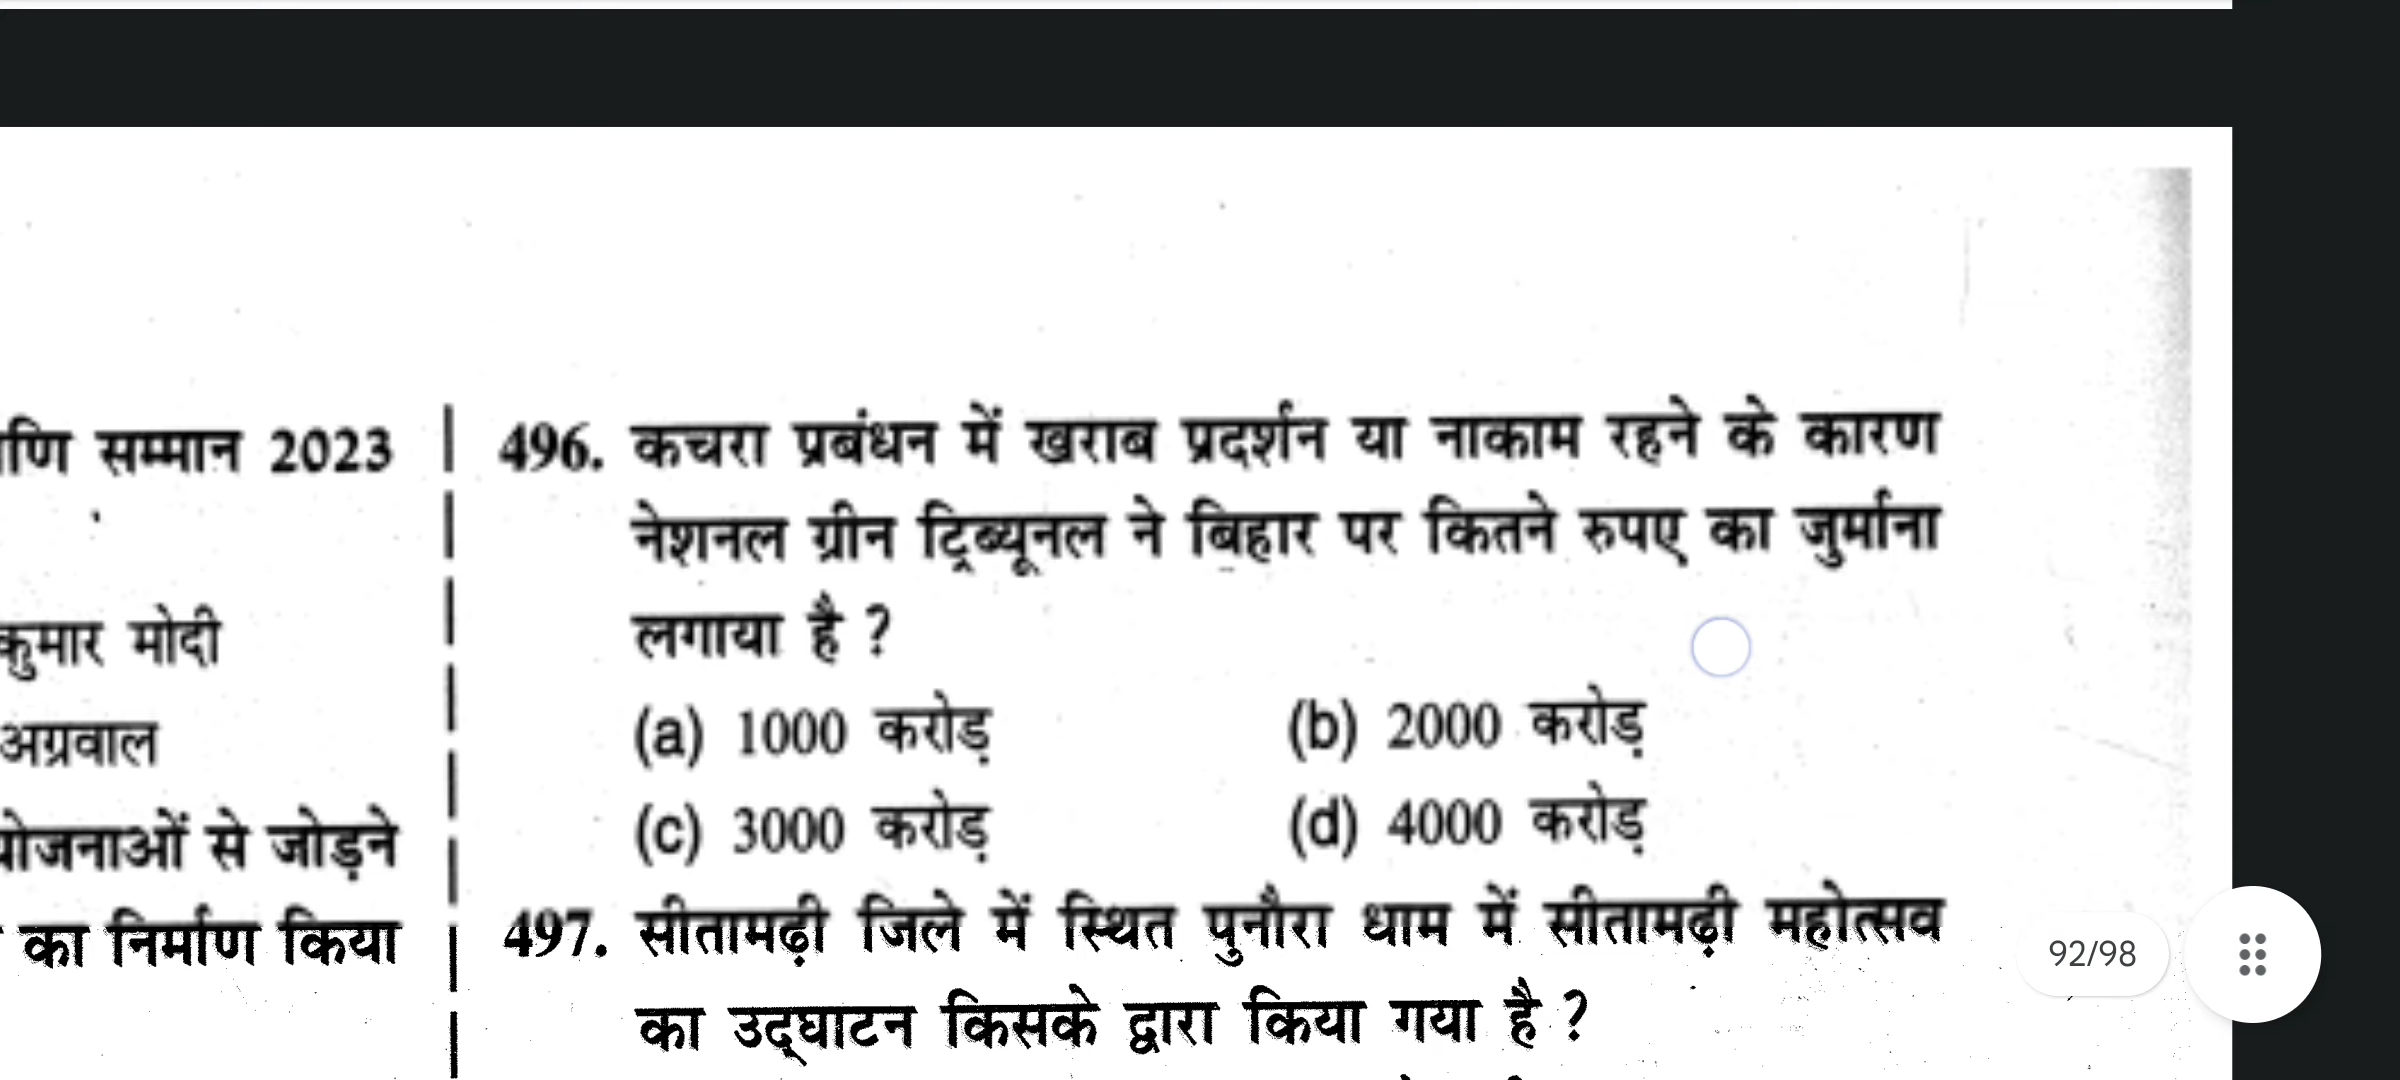 सम्मान 2023
कुमार मोदी
अग्रवाल
योजनाओं से जोड़ने
का निर्माण किया
496. कचरा प्रबंधन में खराब प्रदर्शन या नाकाम रहने के कारण
नेशनल ग्रीन ट्रिब्यूनल ने बिहार पर कितने रुपए का जुर्माना
लगाया है ?
(a) 1000 करोड़ (b) 2000 करोड़
(c) 3000 करोड़ (d) 4000 करोड़
497. सीतामढ़ी जिले में स्थित पुनौरा धाम में सीतामढ़ी महोत्सव
का उद्घाटन किसके द्वारा किया गया है ?
92/98